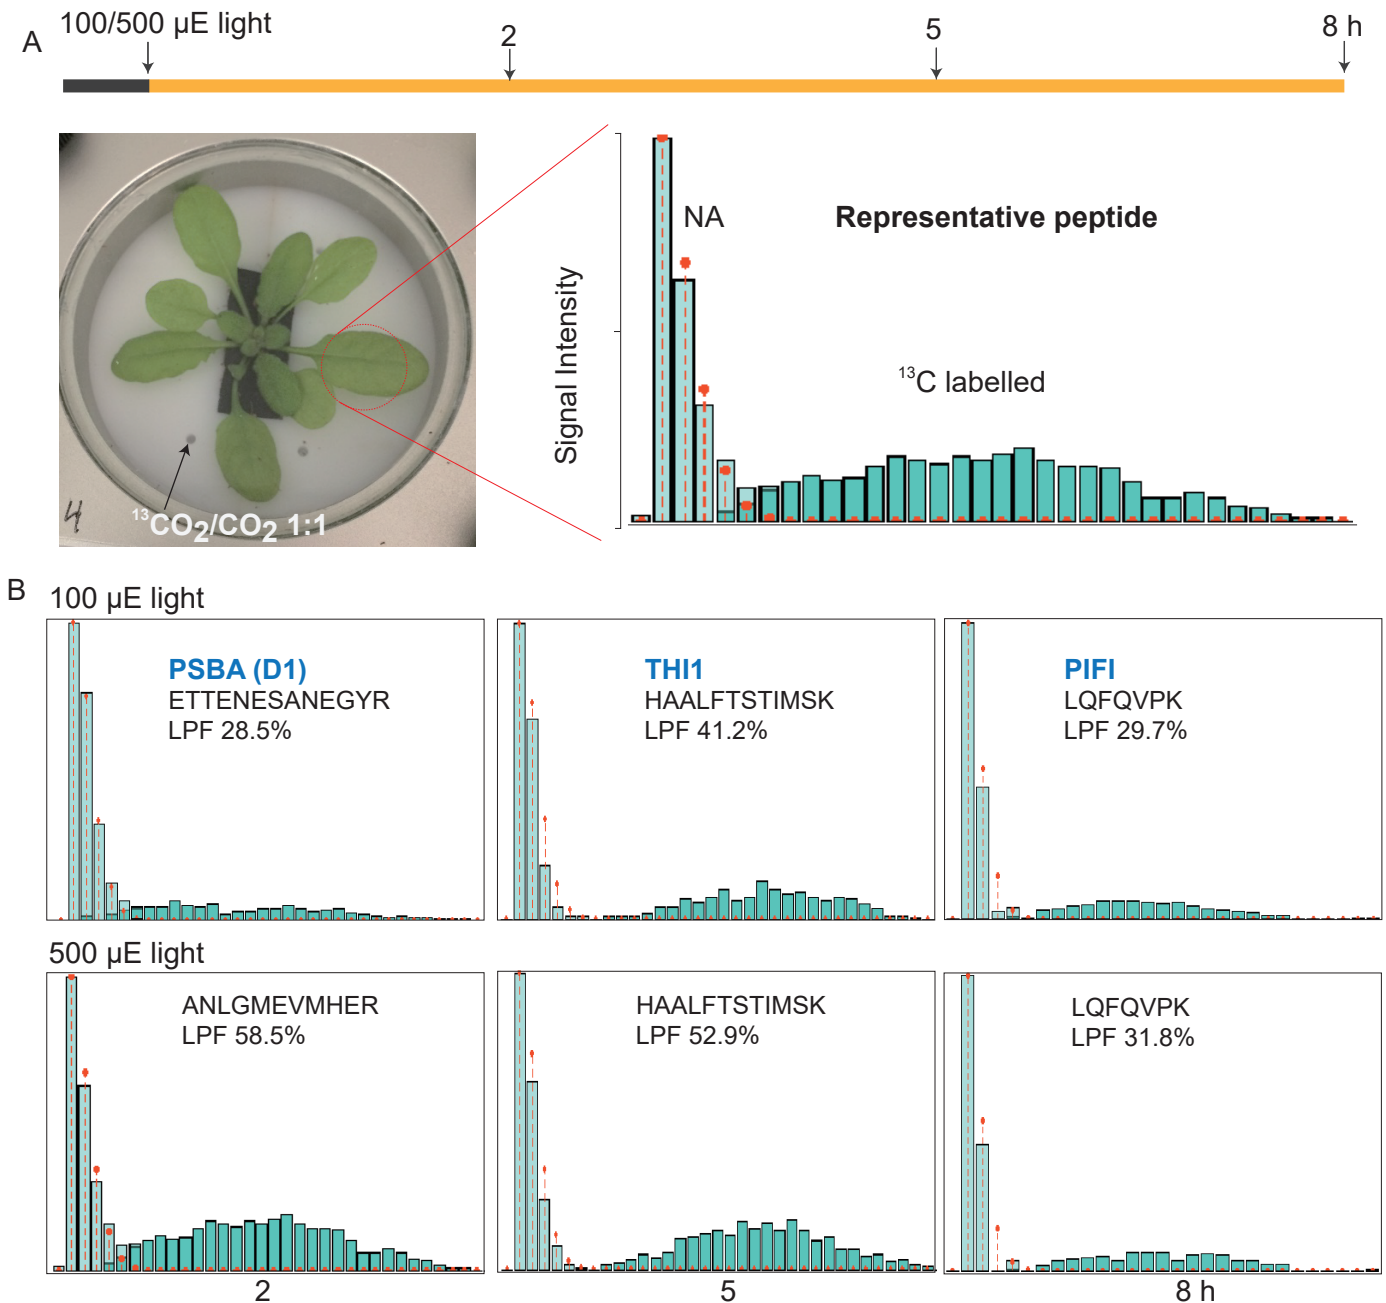 A
100/500 µE light
2
5
8 h
Signal Intensity
NA
Representative peptide
¹³C labelled
4
¹³CO₂/CO₂ 1:1
B
100 µE light
PSBA (D1)
ETTENESANEGYR
LPF 28.5%
THI1
HAALFTSTIMSK
LPF 41.2%
PIFI
LQFQVPK
LPF 29.7%
500 µE light
ANLGMEVMHER
LPF 58.5%
HAALFTSTIMSK
LPF 52.9%
LQFQVPK
LPF 31.8%
2
5
8 h